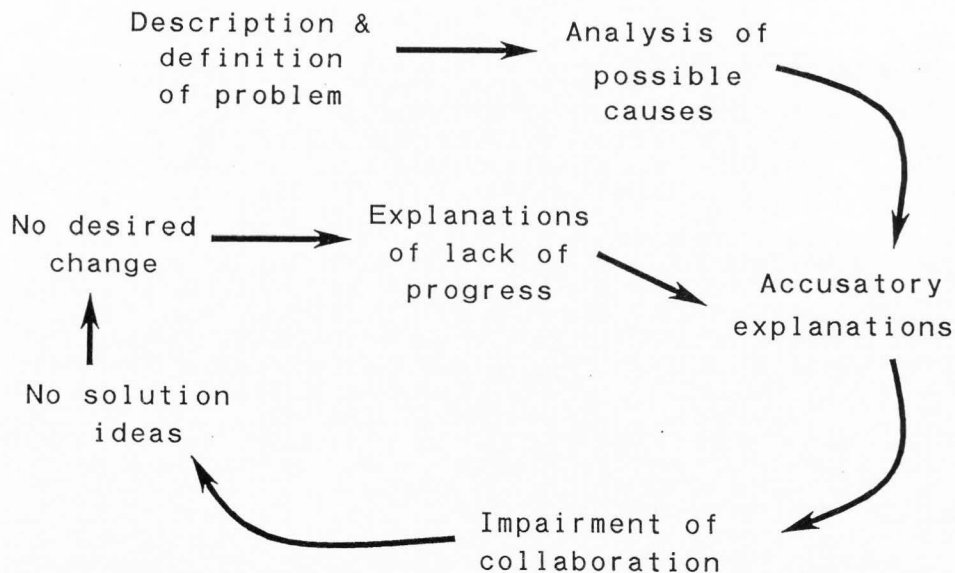 Description &
definition
of problem
Analysis of
possible
causes
No desired
change
Explanations
of lack of
progress
Accusatory
explanations
No solution
ideas
Impairment of
collaboration